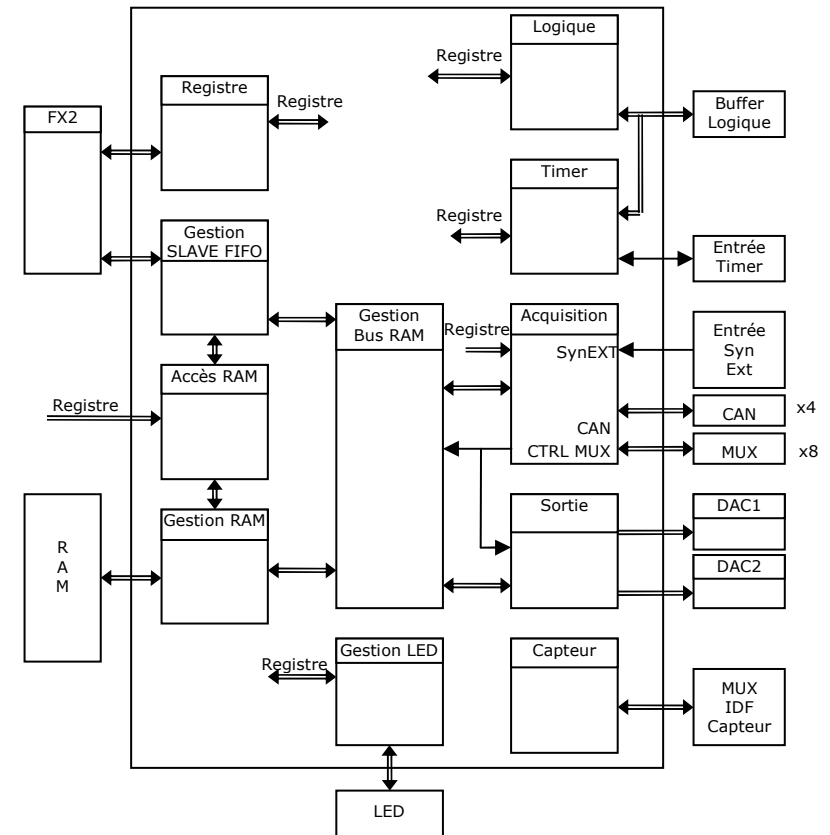 Logique
Registre
Registre
Registre
FX2
Buffer
Logique
Timer
Registre
Gestion
SLAVE FIFO
Entrée
Timer
Gestion
Bus RAM
Registre
Acquisition
SynEXT
CAN
CTRL MUX
Entrée
Syn
Ext
Accès RAM
Registre
CAN
x4
MUX
x8
Gestion RAM
R
A
M
Sortie
DAC1
DAC2
Gestion LED
Registre
Capteur
MUX
IDF
Capteur
LED